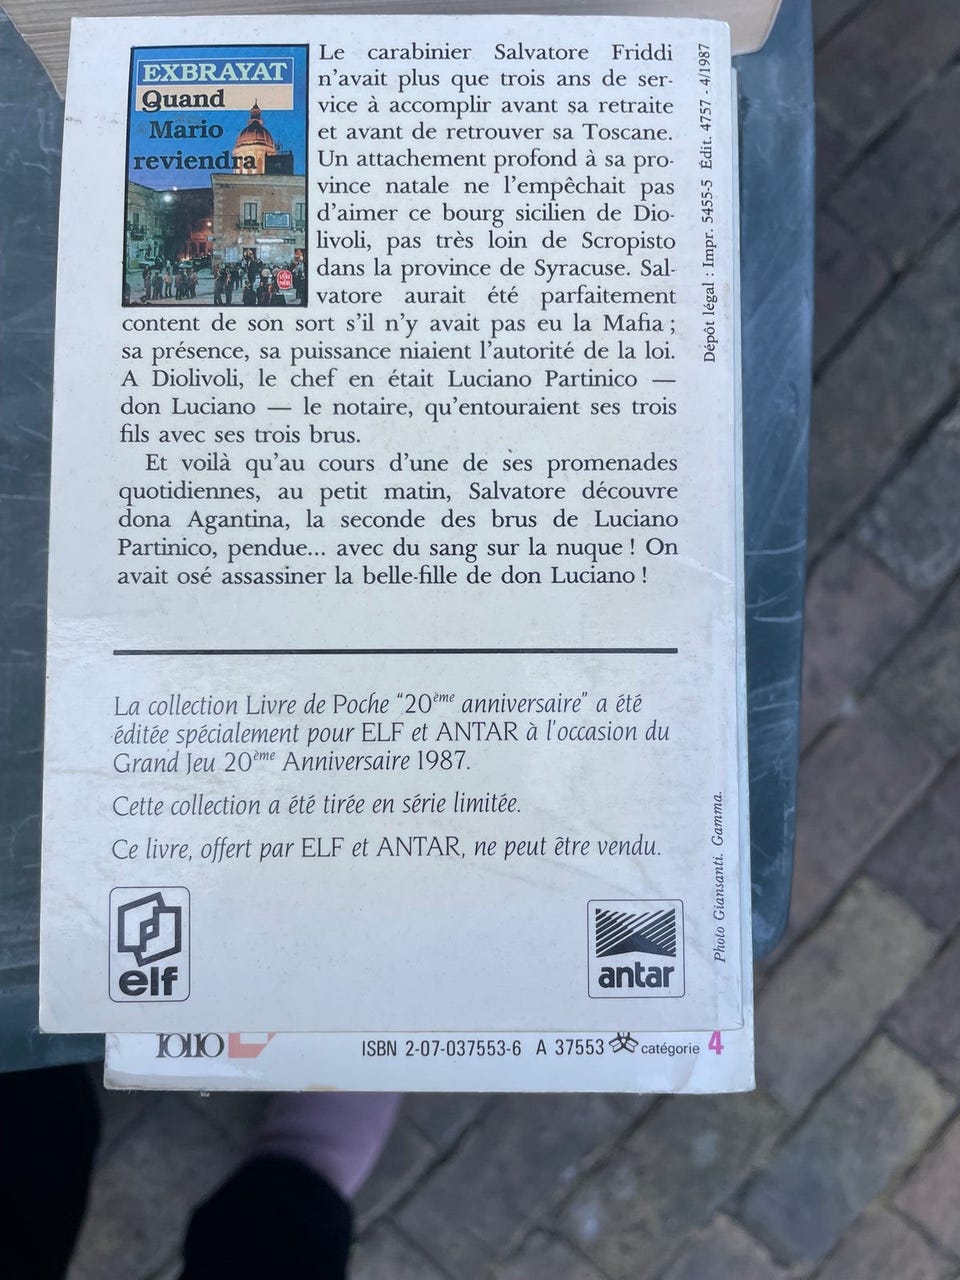 EXBRAYAT
Quand
Mario
reviendra
Le carabinier Salvatore Friddi
n'avait plus que trois ans de ser-
vice à accomplir avant sa retraite
et avant de retrouver sa Toscane.
Un attachement profond à sa pro-
vince natale ne l'empêchait pas
d'aimer ce bourg sicilien de Dio-
livoli, pas très loin de Scropisto
dans la province de Syracuse. Sal-
vatore aurait été parfaitement
content de son sort s'il n'y avait pas eu la Mafia ;
sa présence, sa puissance niaient l'autorité de la loi.
A Diolivoli, le chef en était Luciano Partinico —
don Luciano — le notaire, qu'entouraient ses trois
fils avec ses trois brus.
Et voilà qu'au cours d'une de ses promenades
quotidiennes, au petit matin, Salvatore découvre
dona Agantina, la seconde des brus de Luciano
Partinico, pendue... avec du sang sur la nuque ! On
avait osé assassiner la belle-fille de don Luciano !
Dépôt légal : Impr. 5455-5 Édit. 4757 - 4/1987
La collection Livre de Poche "20ème anniversaire" a été
éditée spécialement pour ELF et ANTAR à l'occasion du
Grand Jeu 20ème Anniversaire 1987.
Cette collection a été tirée en série limitée.
Ce livre, offert par ELF et ANTAR, ne peut être vendu.
Photo Giansanti. Gamma.
elf
antar
folio
ISBN 2-07-037553-6 A 37553 catégorie 4